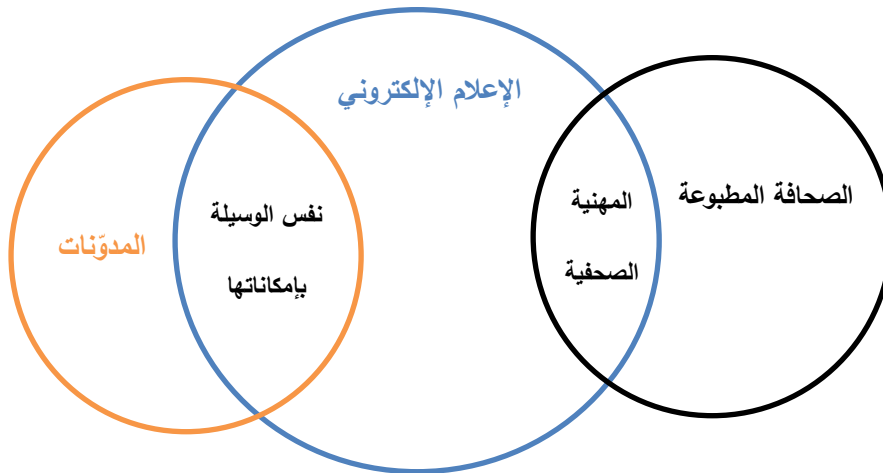 الإعلام الإلكتروني
الصحافة المطبوعة
المهنية
الصحفية
نفس الوسيلة
بإمكاناتها
المدوّنات